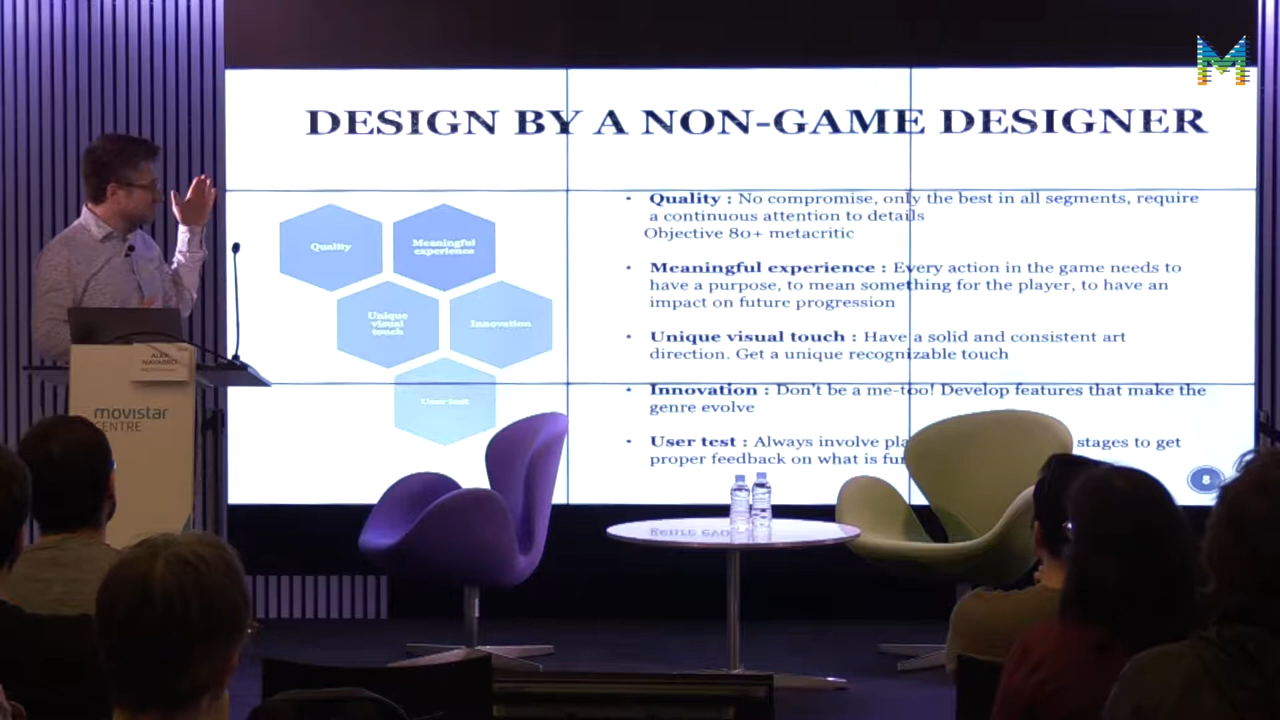 M
DESIGN BY A NON-GAME DESIGNER
Quality
Meaningful
experience
Unique
visual
touch
Innovation
User test
• Quality : No compromise, only the best in all segments, require
a continuous attention to details
Objective 80+ metacritic
• Meaningful experience : Every action in the game needs to
have a purpose, to mean something for the player, to have an
impact on future progression
• Unique visual touch : Have a solid and consistent art
direction. Get a unique recognizable touch
• Innovation : Don't be a me-too! Develop features that make the
genre evolve
• User test : Always involve pla stages to get
proper feedback on what is fu
8
ALEX
NAVARRO
movistar
CENTRE